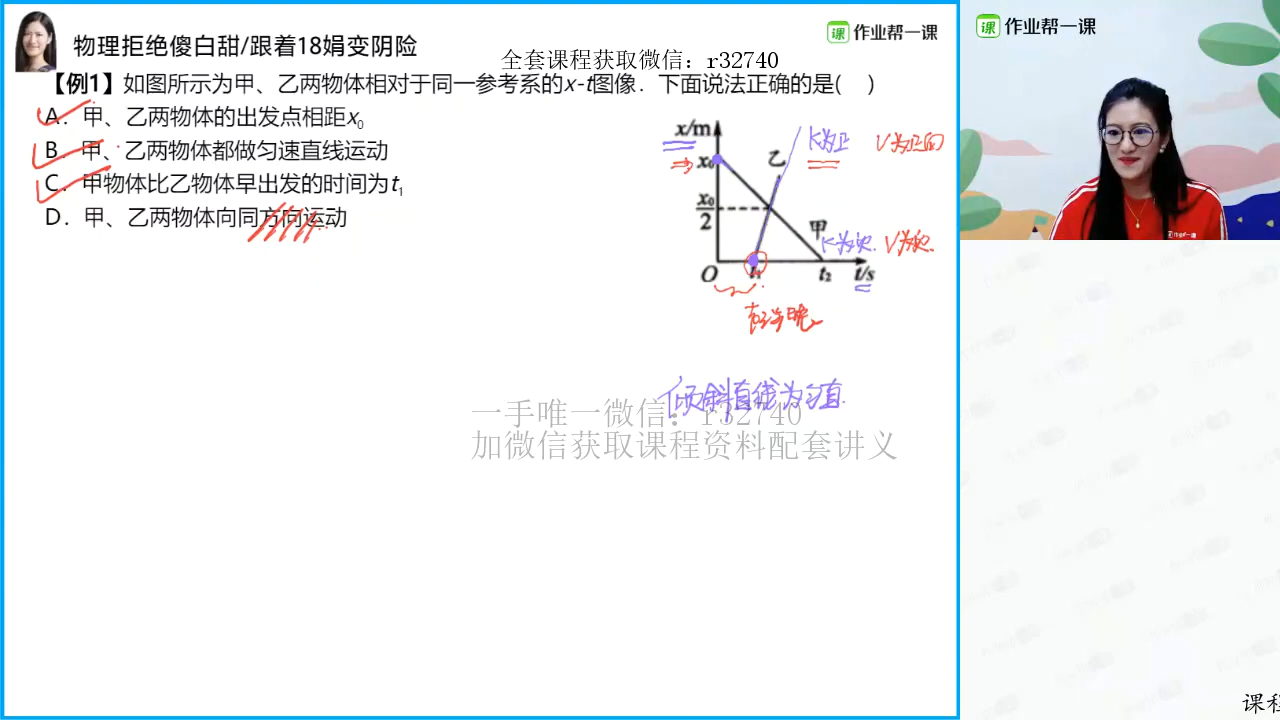 物理拒绝傻白甜/跟着18娟变阴险
课 作业帮一课
全套课程获取微信：r32740
【例1】如图所示为甲、乙两物体相对于同一参考系的x-t图像．下面说法正确的是(　)
A．甲、乙两物体的出发点相距x₀
B．甲、乙两物体都做匀速直线运动
C．甲物体比乙物体早出发的时间为t₁
D．甲、乙两物体向同方向运动
x/m
x₀
乙
K为正
V为正向
x₀/2
甲
K为负.
V为负.
O
t₁
t₂
t/s
倾斜直线为
一手唯一微信：r32740
加微信获取课程资料配套讲义
课 作业帮一课
作业帮一课
课程